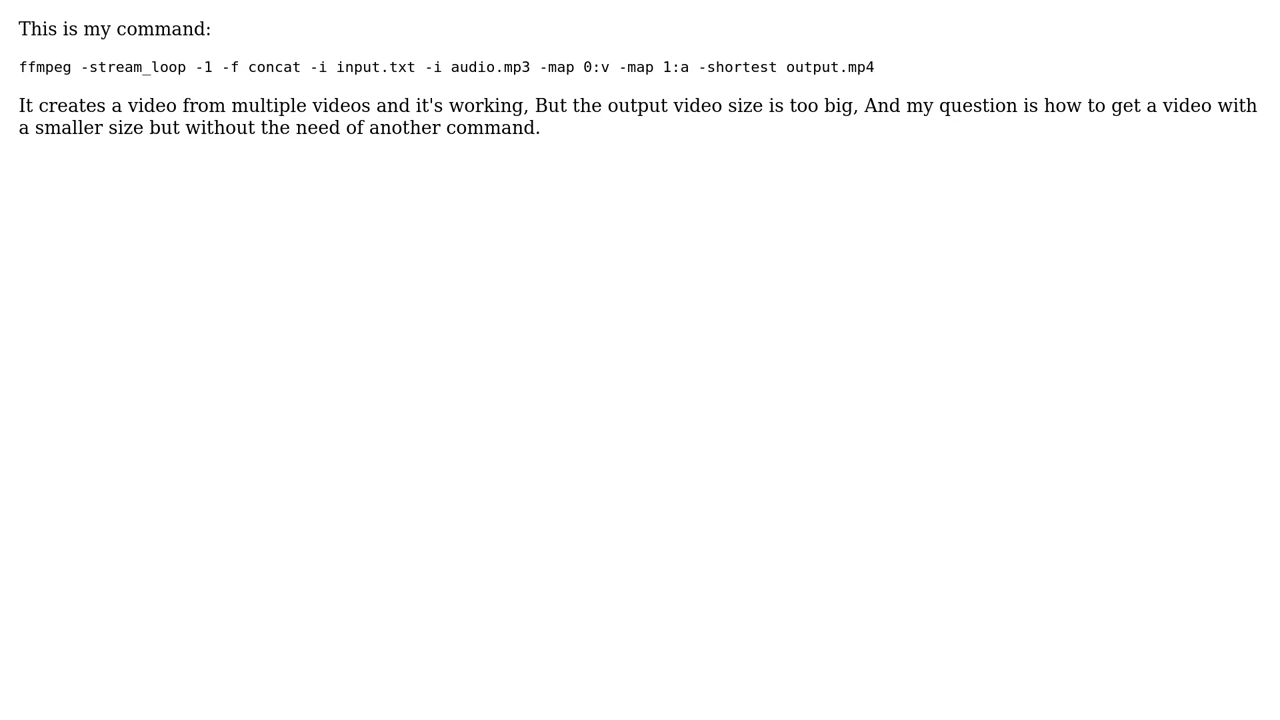 This is my command:
ffmpeg -stream_loop -1 -f concat -i input.txt -i audio.mp3 -map 0:v -map 1:a -shortest output.mp4
It creates a video from multiple videos and it's working, But the output video size is too big, And my question is how to get a video with
a smaller size but without the need of another command.